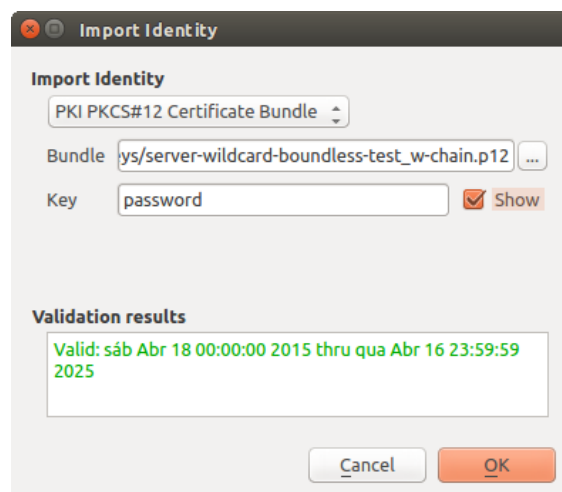 Import Identity
Import Identity
PKI PKCS#12 Certificate Bundle
Bundle ys/server-wildcard-boundless-test_w-chain.p12 ...
Key password Show
Validation results
Valid: sáb Abr 18 00:00:00 2015 thru qua Abr 16 23:59:59
2025
Cancel OK